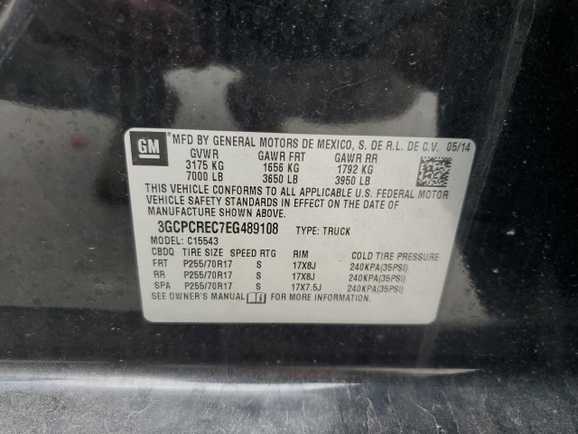 GM
MFD BY GENERAL MOTORS DE MEXICO, S. DE R.L. DE C.V. 05/14
GVWR GAWR FRT GAWR RR
3175 KG 1656 KG 1792 KG
7000 LB 3650 LB 3950 LB
THIS VEHICLE CONFORMS TO ALL APPLICABLE U.S. FEDERAL MOTOR
VEHICLE SAFETY STANDARDS IN EFFECT ON THE DATE OF
MANUFACTURE SHOWN ABOVE.
3GCPCREC7EG489108 TYPE: TRUCK
MODEL: C15543
CBDQ TIRE SIZE SPEED RTG RIM COLD TIRE PRESSURE
FRT P255/70R17 S 17X8J 240KPA(35PSI)
RR P255/70R17 S 17X8J 240KPA(35PSI)
SPA P255/70R17 S 17X7.5J 240KPA(35PSI)
SEE OWNER'S MANUAL FOR MORE INFORMATION.